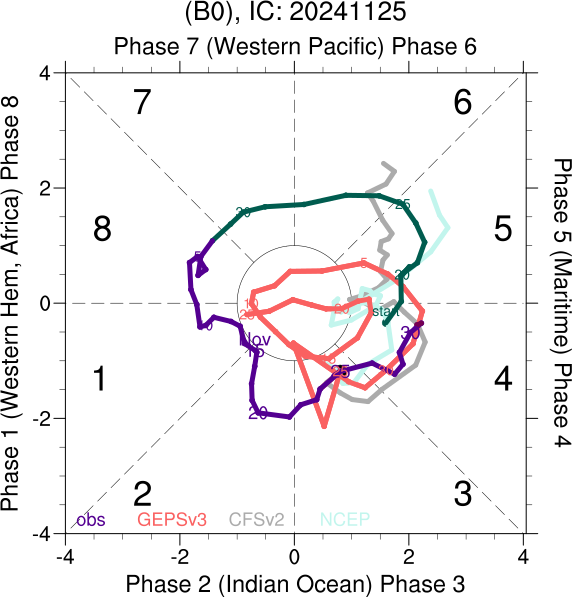 (B0), IC: 20241125
Phase 7 (Western Pacific) Phase 6
Phase 1 (Western Hem, Africa) Phase 8
Phase 5 (Maritime) Phase 4
4
2
0
-2
-4
7
6
8
5
1
4
2
3
30
25
5
5
20
start
10
20
30
Nov
15
25
20
obs
GEPSv3
CFSv2
NCEP
-4
-2
0
2
4
Phase 2 (Indian Ocean) Phase 3